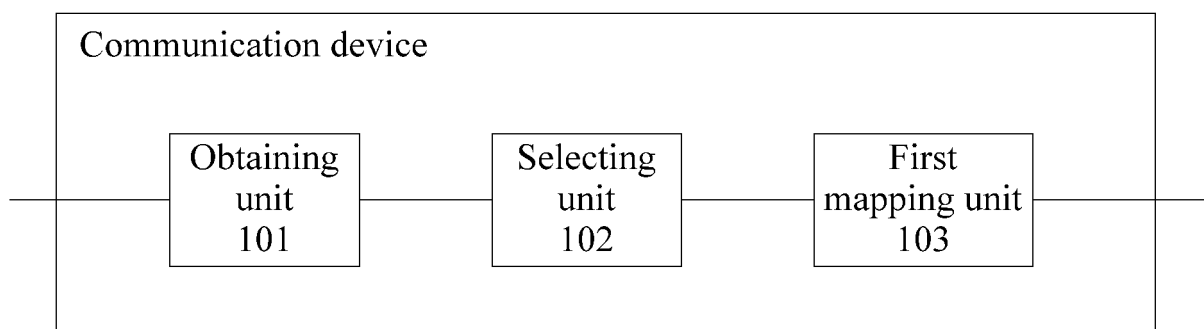 Communication device
Obtaining
unit
101
Selecting
unit
102
First
mapping unit
103